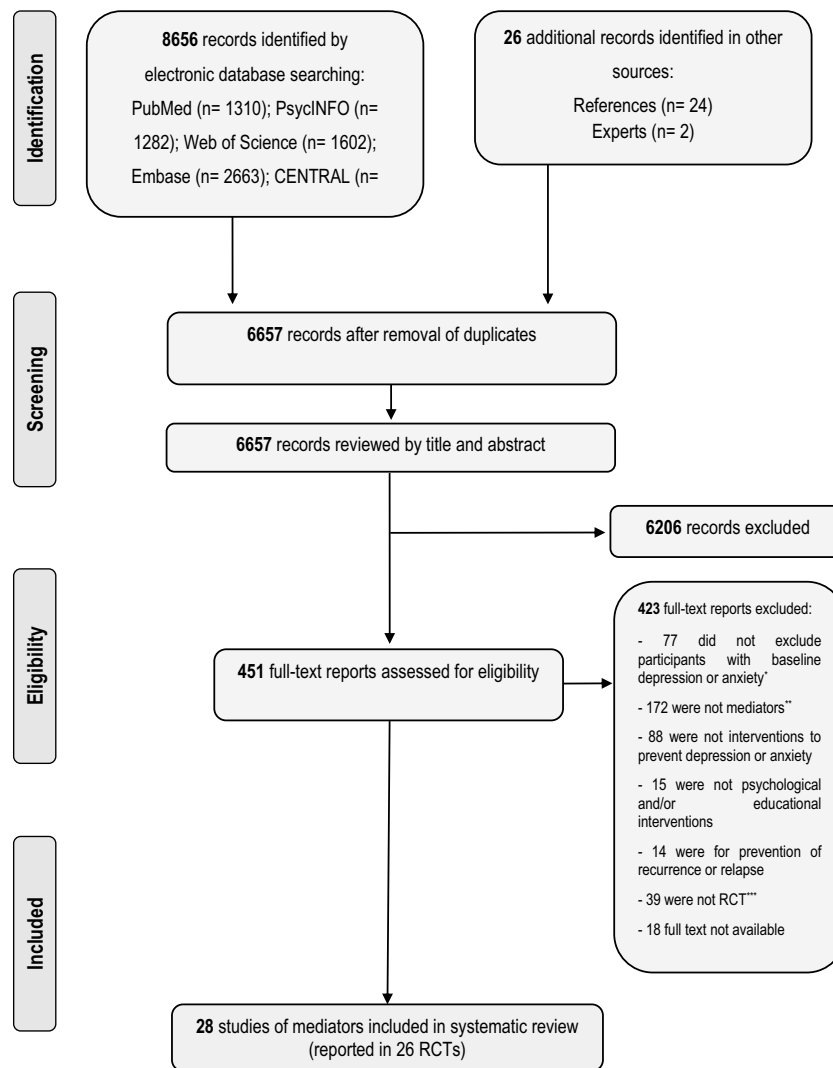 Identification
8656 records identified by
electronic database searching:
PubMed (n= 1310); PsycINFO (n=
1282); Web of Science (n= 1602);
Embase (n= 2663); CENTRAL (n=
26 additional records identified in other
sources:
References (n= 24)
Experts (n= 2)
Screening
6657 records after removal of duplicates
6657 records reviewed by title and abstract
6206 records excluded
Eligibility
451 full-text reports assessed for eligibility
423 full-text reports excluded:
- 77 did not exclude
participants with baseline
depression or anxiety*
- 172 were not mediators**
- 88 were not interventions to
prevent depression or anxiety
- 15 were not psychological
and/or educational
interventions
- 14 were for prevention of
recurrence or relapse
- 39 were not RCT***
- 18 full text not available
Included
28 studies of mediators included in systematic review
(reported in 26 RCTs)